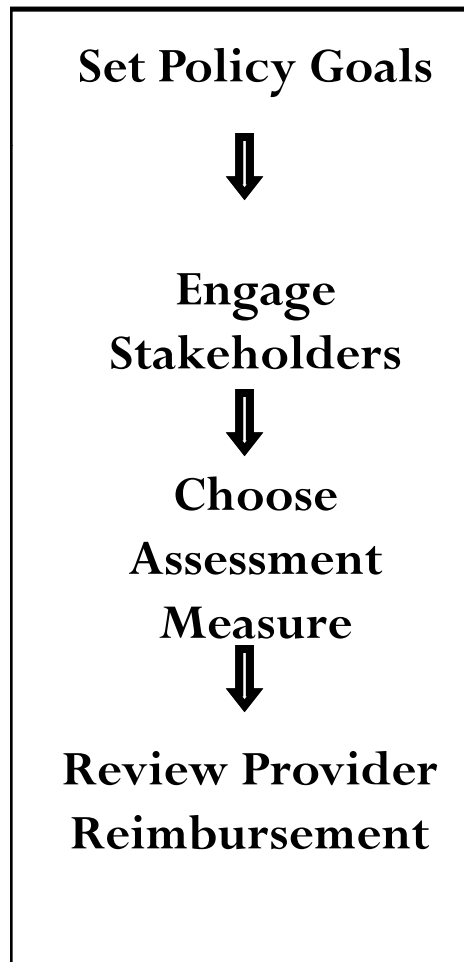 Set Policy Goals
Engage
Stakeholders
Choose
Assessment
Measure
Review Provider
Reimbursement